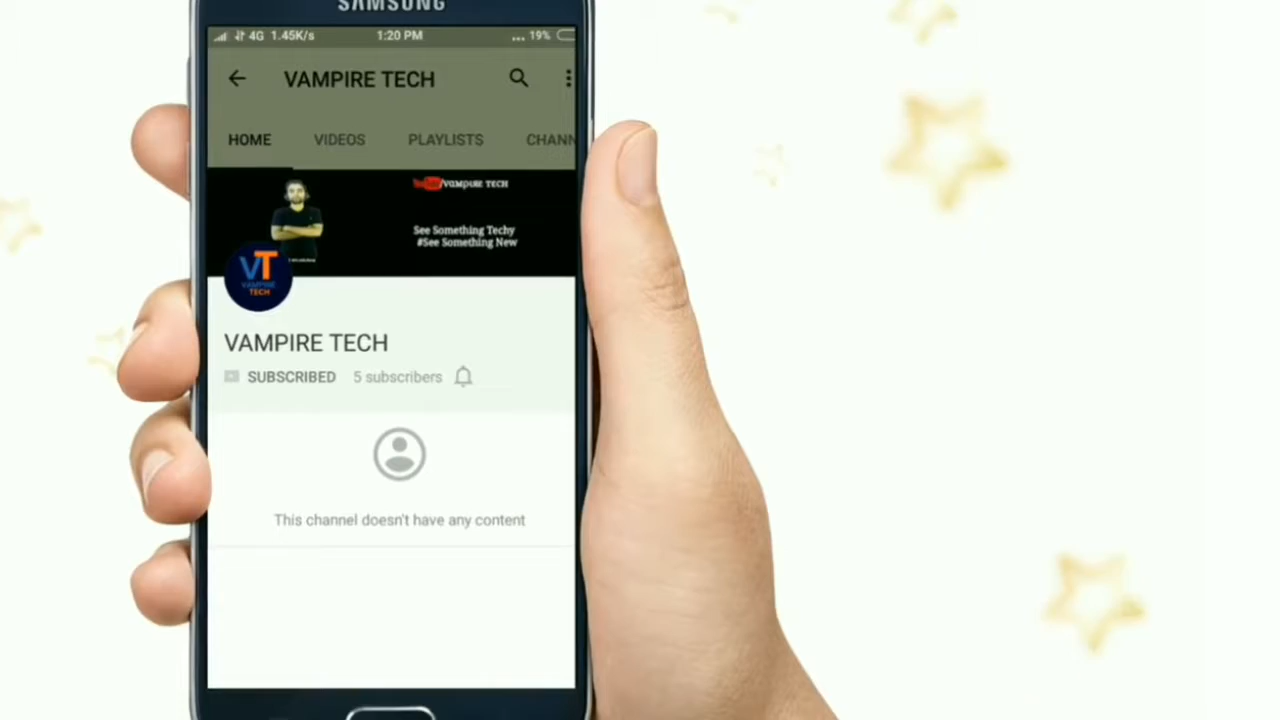 SAMSUNG
4G 1.45K/s 1:20 PM ... 19%
VAMPIRE TECH
HOME VIDEOS PLAYLISTS CHANN
/VAMPIRE TECH
See Something Techy
#See Something New
VT
VAMPIRE
TECH
VAMPIRE TECH
SUBSCRIBED 5 subscribers
This channel doesn't have any content